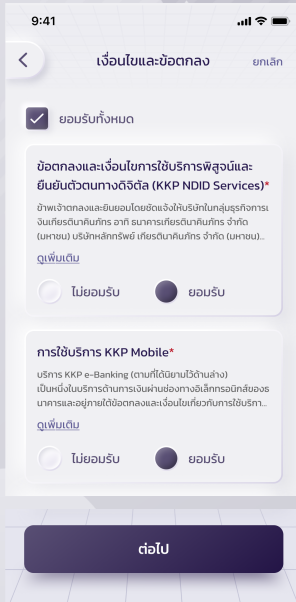 9:41
เงื่อนไขและข้อตกลง
ยกเลิก
ยอมรับทั้งหมด
ข้อตกลงและเงื่อนไขการใช้บริการพิสูจน์และ
ยืนยันตัวตนทางดิจิตัล (KKP NDID Services)*
ข้าพเจ้าตกลงและยินยอมโดยชัดแจ้งให้บริษัทในกลุ่มธุรกิจการเ
งินเกียรตินาคินภัทร อาทิ ธนาคารเกียรตินาคินภัทร จำกัด
(มหาชน) บริษัทหลักทรัพย์ เกียรตินาคินภัทร จำกัด (มหาชน)...
ดูเพิ่มเติม
ไม่ยอมรับ
ยอมรับ
การใช้บริการ KKP Mobile*
บริการ KKP e-Banking (ตามที่ได้นิยามไว้ด้านล่าง)
เป็นหนึ่งในบริการด้านการเงินผ่านช่องทางอิเล็กทรอนิกส์ของธ
นาคารและอยู่ภายใต้ข้อตกลงและเงื่อนไขเกี่ยวกับการใช้บริกา...
ดูเพิ่มเติม
ไม่ยอมรับ
ยอมรับ
ต่อไป